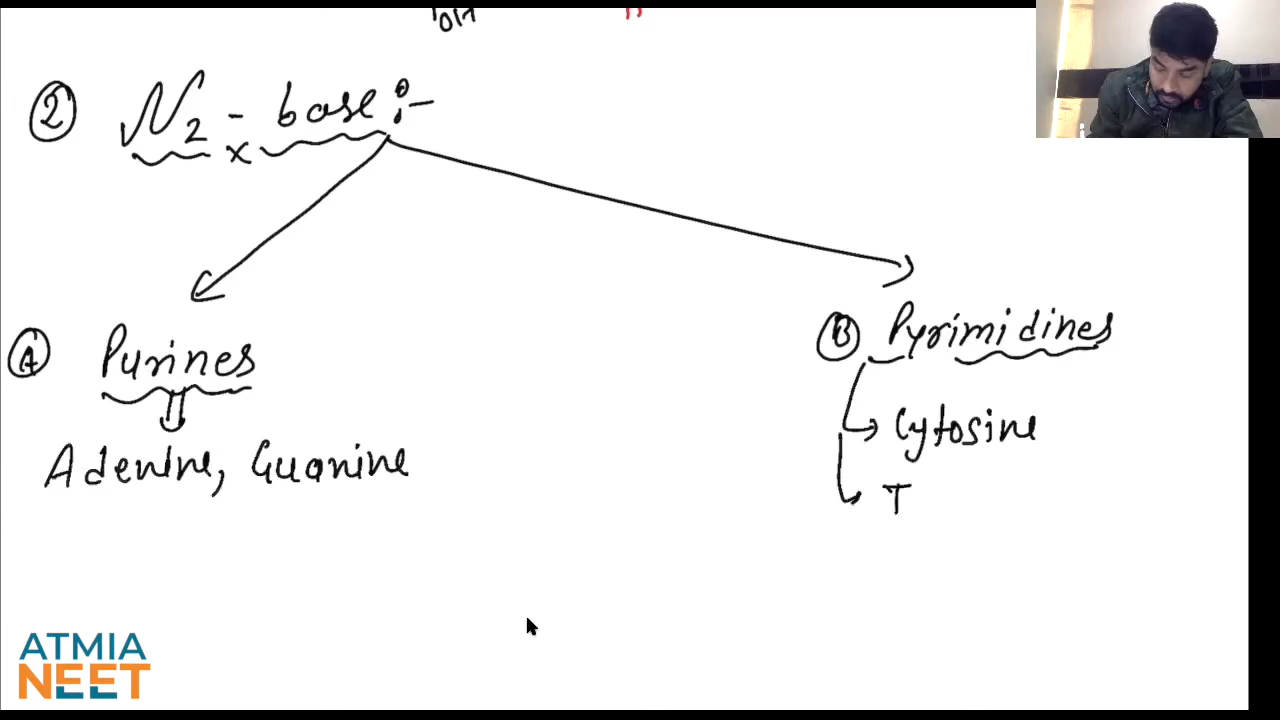 ② N₂ - base :-
Ⓐ Purines
Adenine, Guanine
Ⓑ Pyrimidines
→ Cytosine
→ T
ATMIA
NEET